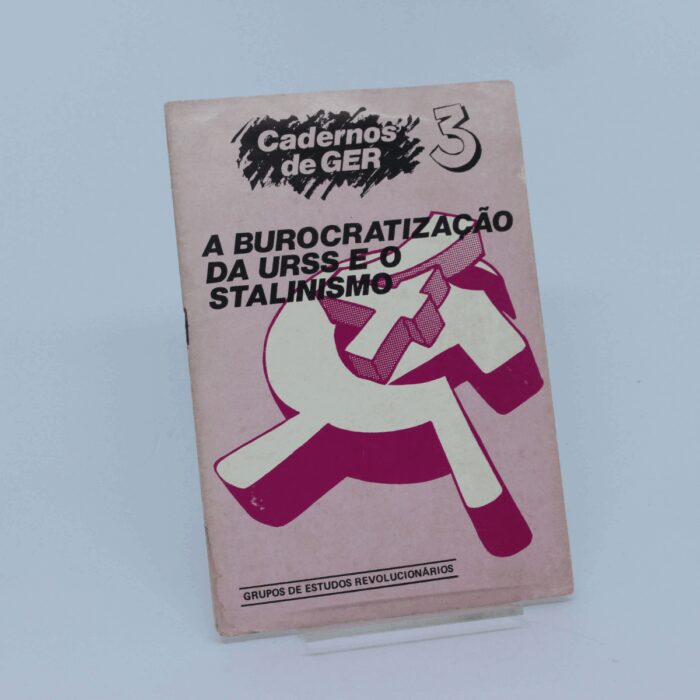 Cadernos
de GER
3
A BUROCRATIZAÇÃO
DA URSS E O
STALINISMO
GRUPOS DE ESTUDOS REVOLUCIONÁRIOS